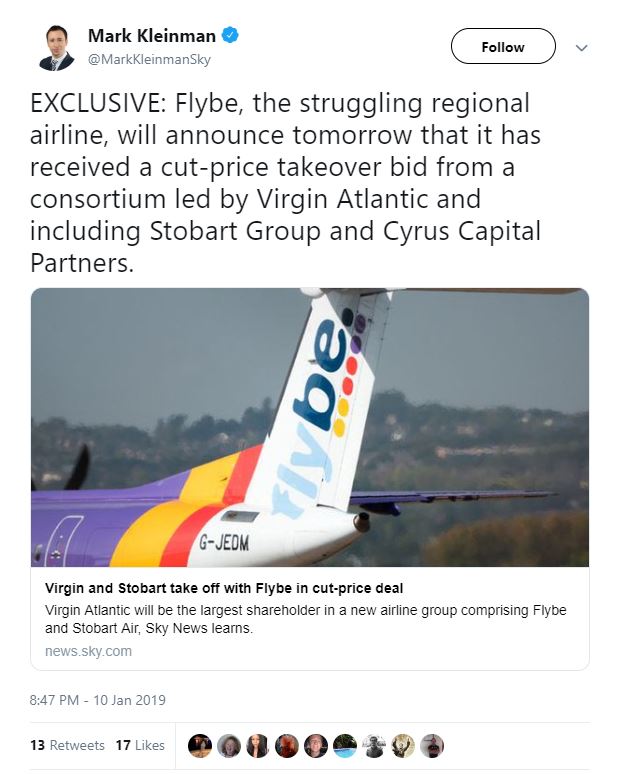 Mark Kleinman
@MarkKleinmanSky
Follow
EXCLUSIVE: Flybe, the struggling regional
airline, will announce tomorrow that it has
received a cut-price takeover bid from a
consortium led by Virgin Atlantic and
including Stobart Group and Cyrus Capital
Partners.
flybe
G-JEDM
Virgin and Stobart take off with Flybe in cut-price deal
Virgin Atlantic will be the largest shareholder in a new airline group comprising Flybe
and Stobart Air, Sky News learns.
news.sky.com
8:47 PM - 10 Jan 2019
13 Retweets 17 Likes